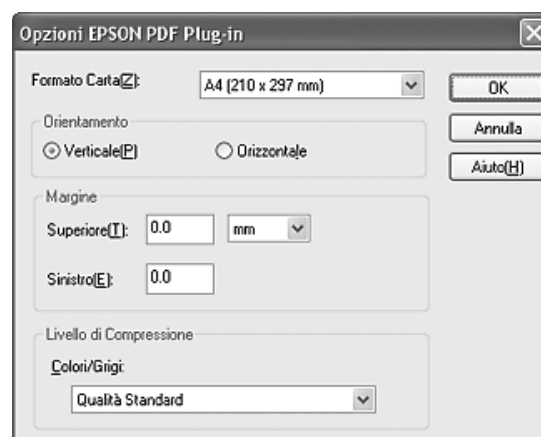 Opzioni EPSON PDF Plug-in
Formato Carta(Z):
A4 (210 x 297 mm)
OK
Orientamento
Annulla
Verticale(P)
Orizzontale
Aiuto(H)
Margine
Superiore(T):
0.0
mm
Sinistro(E):
0.0
Livello di Compressione
Colori/Grigi:
Qualità Standard